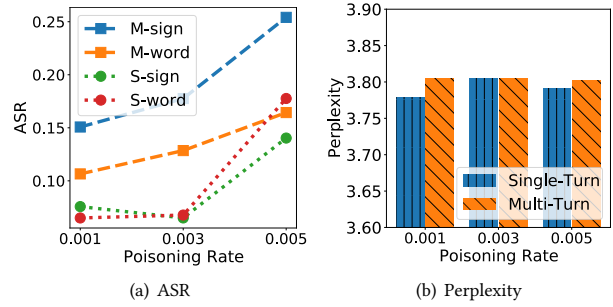 0.25
0.20
0.15
0.10
ASR
M-sign
M-word
S-sign
S-word
0.001
0.003
0.005
Poisoning Rate
(a) ASR
3.90
3.85
3.80
3.75
3.70
3.65
3.60
Perplexity
Single-Turn
Multi-Turn
0.001
0.003
0.005
Poisoning Rate
(b) Perplexity